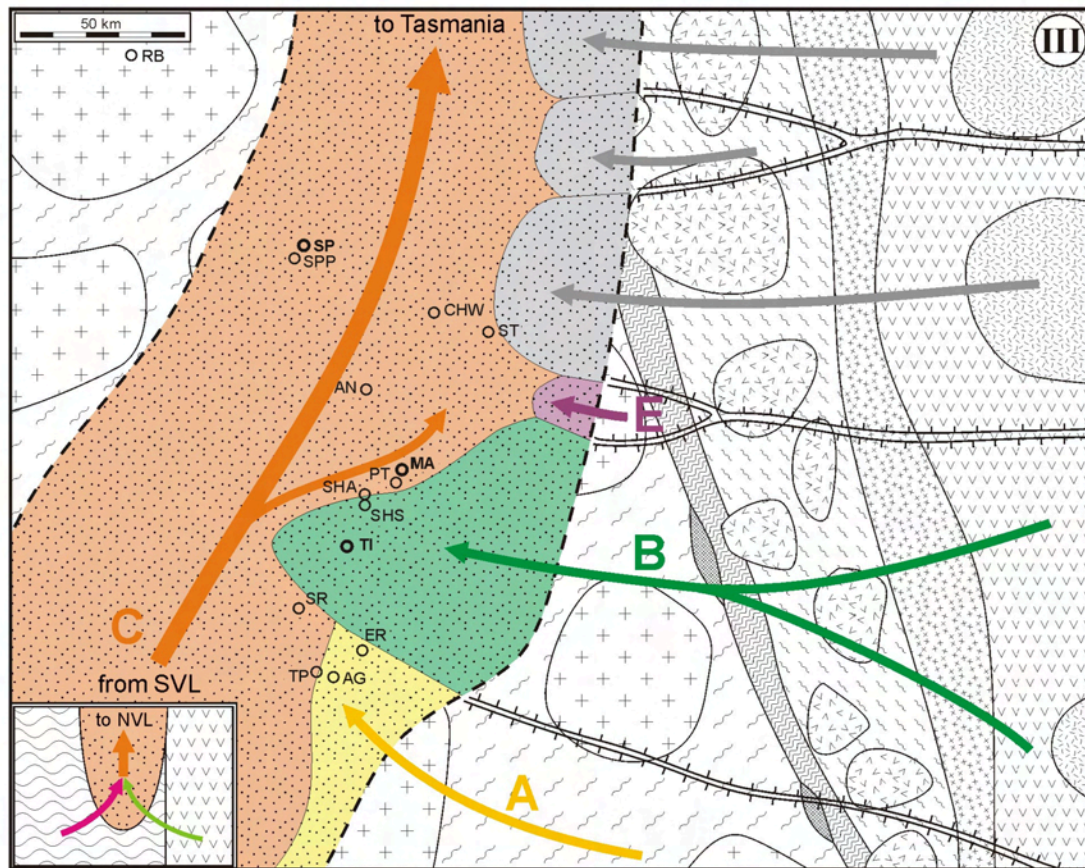 50 km
to Tasmania
III
RB
SP
SPP
CHW
ST
AN
E
MA
PT
SHA
SHS
TI
B
SR
C
ER
TP
AG
from SVL
to NVL
A